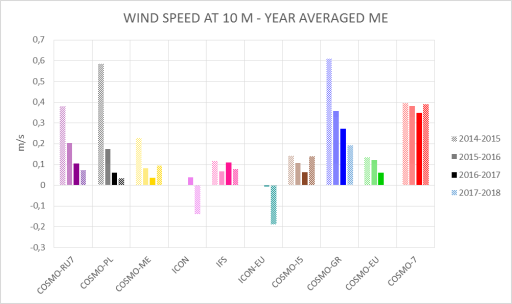 WIND SPEED AT 10 M - YEAR AVERAGED ME
0,7
0,6
0,5
0,4
0,3
0,2
0,1
0
-0,1
-0,2
-0,3
m/s
COSMO-RU7
COSMO-PL
COSMO-ME
ICON
IFS
ICON-EU
COSMO-I5
COSMO-GR
COSMO-EU
COSMO-7
2014-2015
2015-2016
2016-2017
2017-2018